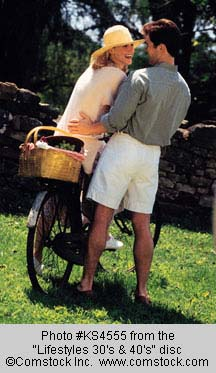 Photo #KS4555 from the
"Lifestyles 30's & 40's" disc
©Comstock Inc.  www.comstock.com